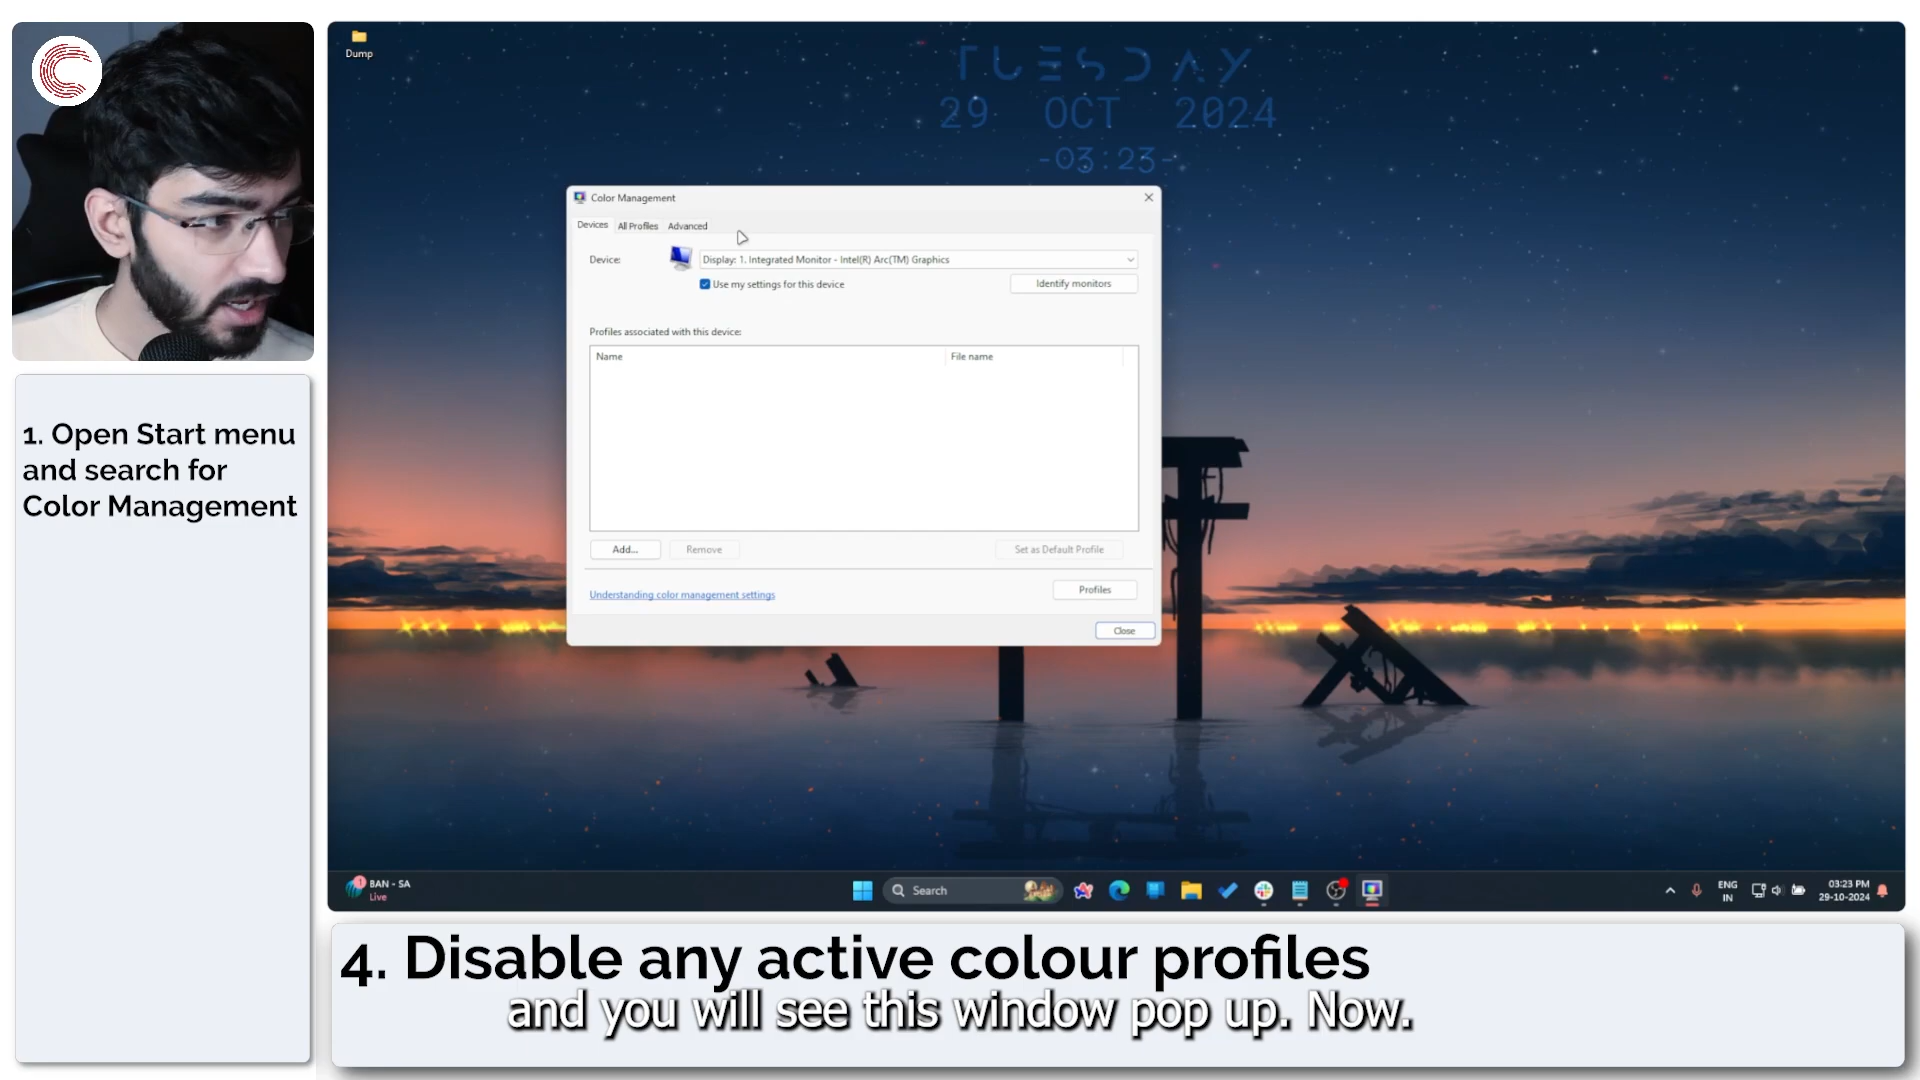 Dump
TUESDAY
29 OCT 2024
-03:23-
Color Management
Devices All Profiles Advanced
Device: Display: 1. Integrated Monitor - Intel(R) Arc(TM) Graphics
Use my settings for this device Identify monitors
Profiles associated with this device:
Name File name
Add... Remove Set as Default Profile
Understanding color management settings Profiles
Close
1. Open Start menu
and search for
Color Management
1 BAN - SA
Live
Search
ENG
IN
03:23 PM
29-10-2024
4. Disable any active colour profiles
and you will see this window pop up. Now.